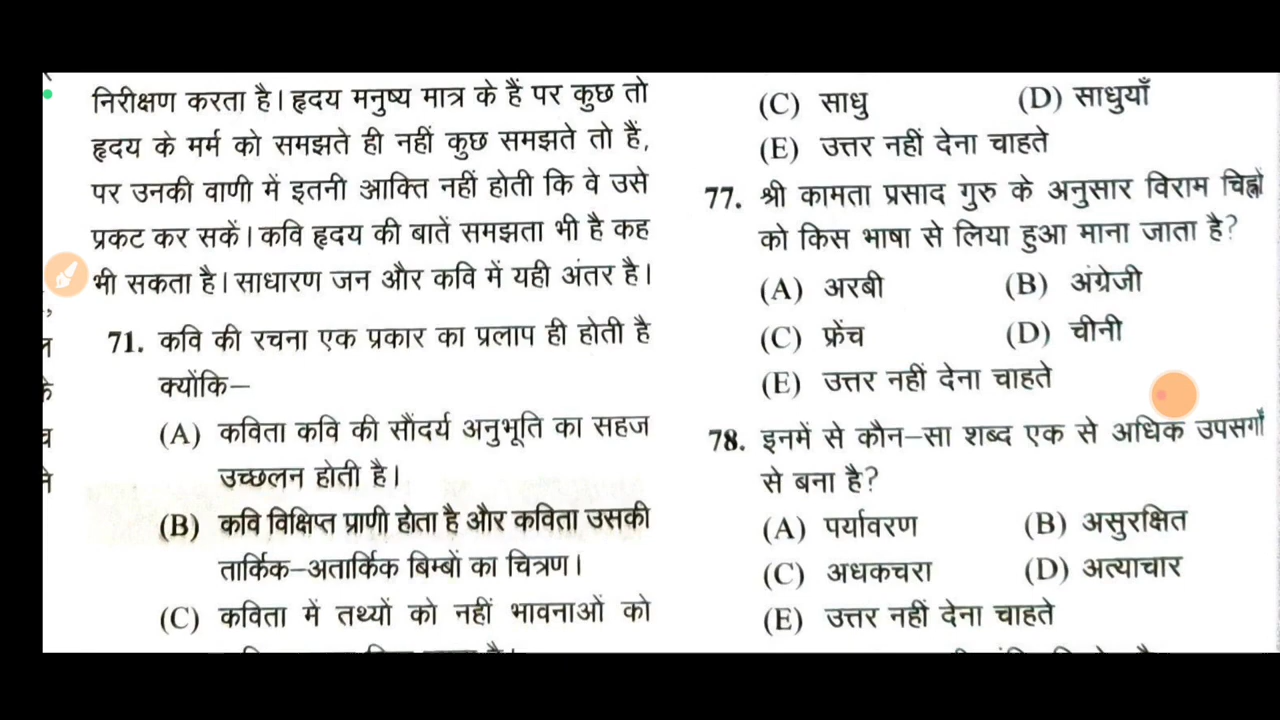 निरीक्षण करता है। हृदय मनुष्य मात्र के हैं पर कुछ तो
हृदय के मर्म को समझते ही नहीं कुछ समझते तो हैं,
पर उनकी वाणी में इतनी आक्ति नहीं होती कि वे उसे
प्रकट कर सकें। कवि हृदय की बातें समझता भी है कह
भी सकता है। साधारण जन और कवि में यही अंतर है।
71. कवि की रचना एक प्रकार का प्रलाप ही होती है
क्योंकि–
(A) कविता कवि की सौंदर्य अनुभूति का सहज
उच्छलन होती है।
(B) कवि विक्षिप्त प्राणी होता है और कविता उसकी
तार्किक–अतार्किक बिम्बों का चित्रण।
(C) कविता में तथ्यों को नहीं भावनाओं को
(C) साधु (D) साधुयाँ
(E) उत्तर नहीं देना चाहते
77. श्री कामता प्रसाद गुरु के अनुसार विराम चिह्नों
को किस भाषा से लिया हुआ माना जाता है?
(A) अरबी (B) अंग्रेजी
(C) फ्रेंच (D) चीनी
(E) उत्तर नहीं देना चाहते
78. इनमें से कौन–सा शब्द एक से अधिक उपसर्गों
से बना है?
(A) पर्यावरण (B) असुरक्षित
(C) अधकचरा (D) अत्याचार
(E) उत्तर नहीं देना चाहते